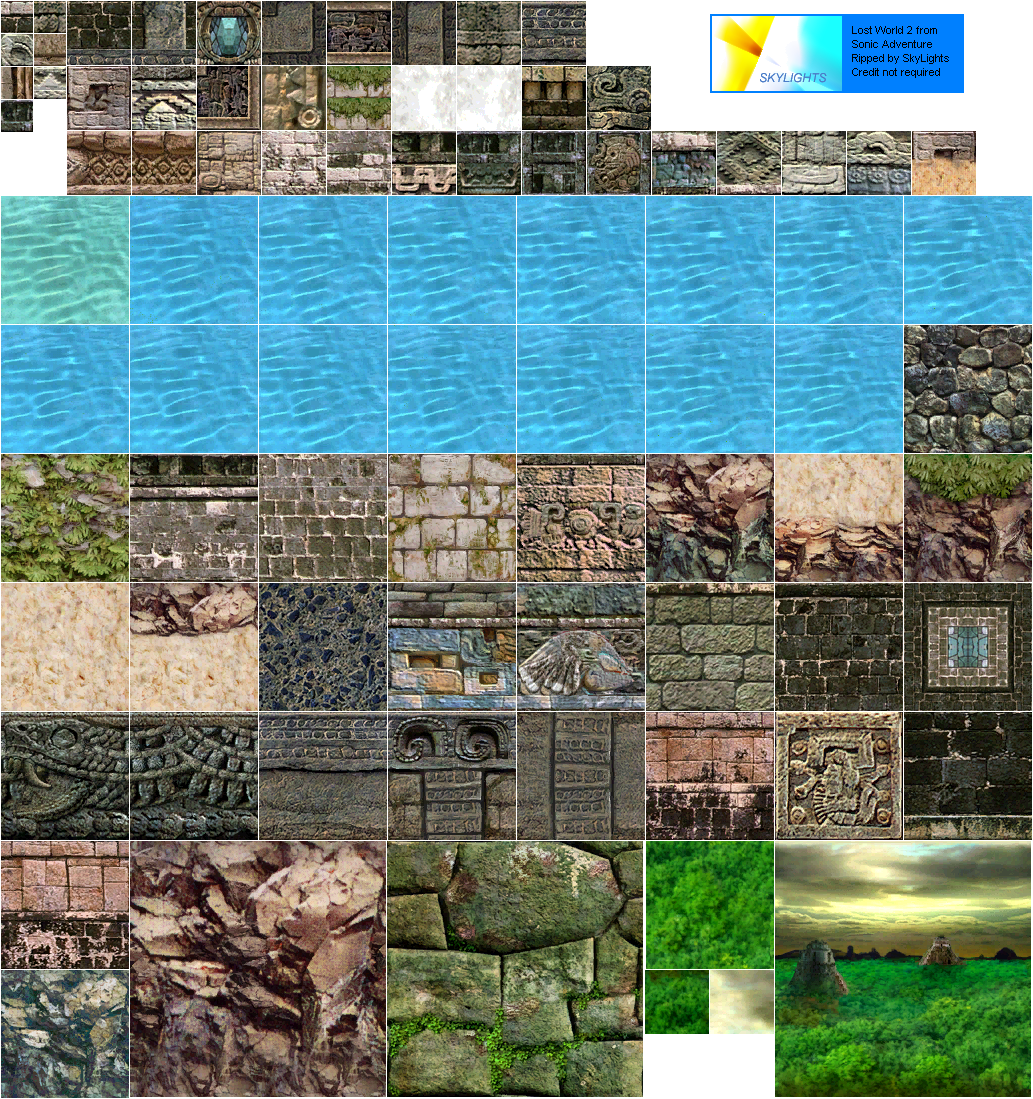 SKYLIGHTS
Lost World 2 from
Sonic Adventure
Ripped by SkyLights
Credit not required